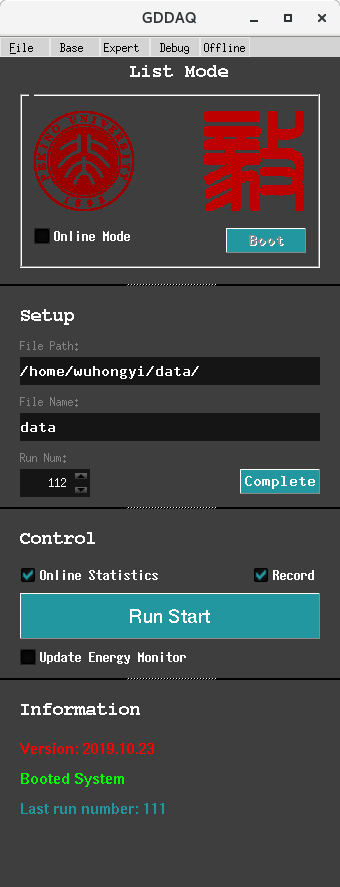 GDDAQ
File Base Expert Debug Offline
List Mode
PEKING UNIVERSITY
1898
Online Mode
Boot
Setup
File Path:
/home/wuhongyi/data/
File Name:
data
Run Num:
112
Complete
Control
Online Statistics Record
Run Start
Update Energy Monitor
Information
Version: 2019.10.23
Booted System
Last run number: 111